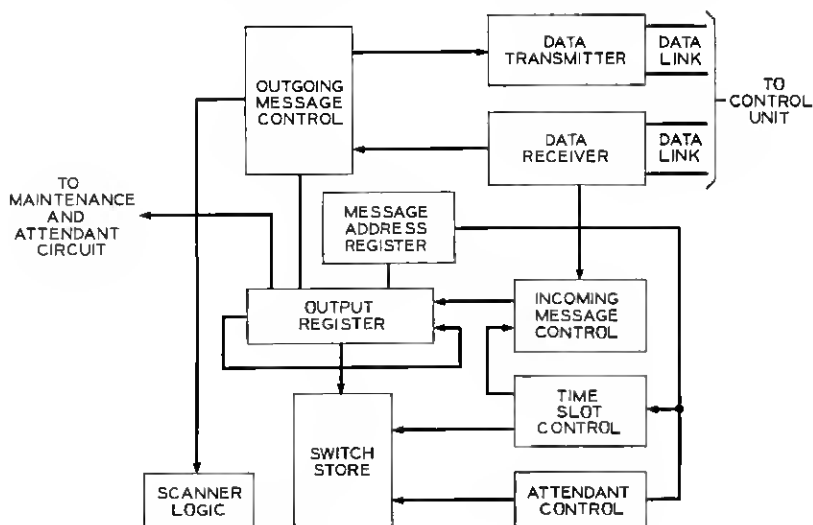 OUTGOING
MESSAGE
CONTROL
DATA
TRANSMITTER
DATA
LINK
TO
CONTROL
UNIT
DATA
RECEIVER
DATA
LINK
TO
MAINTENANCE
AND
ATTENDANT
CIRCUIT
MESSAGE
ADDRESS
REGISTER
OUTPUT
REGISTER
INCOMING
MESSAGE
CONTROL
TIME
SLOT
CONTROL
SWITCH
STORE
SCANNER
LOGIC
ATTENDANT
CONTROL